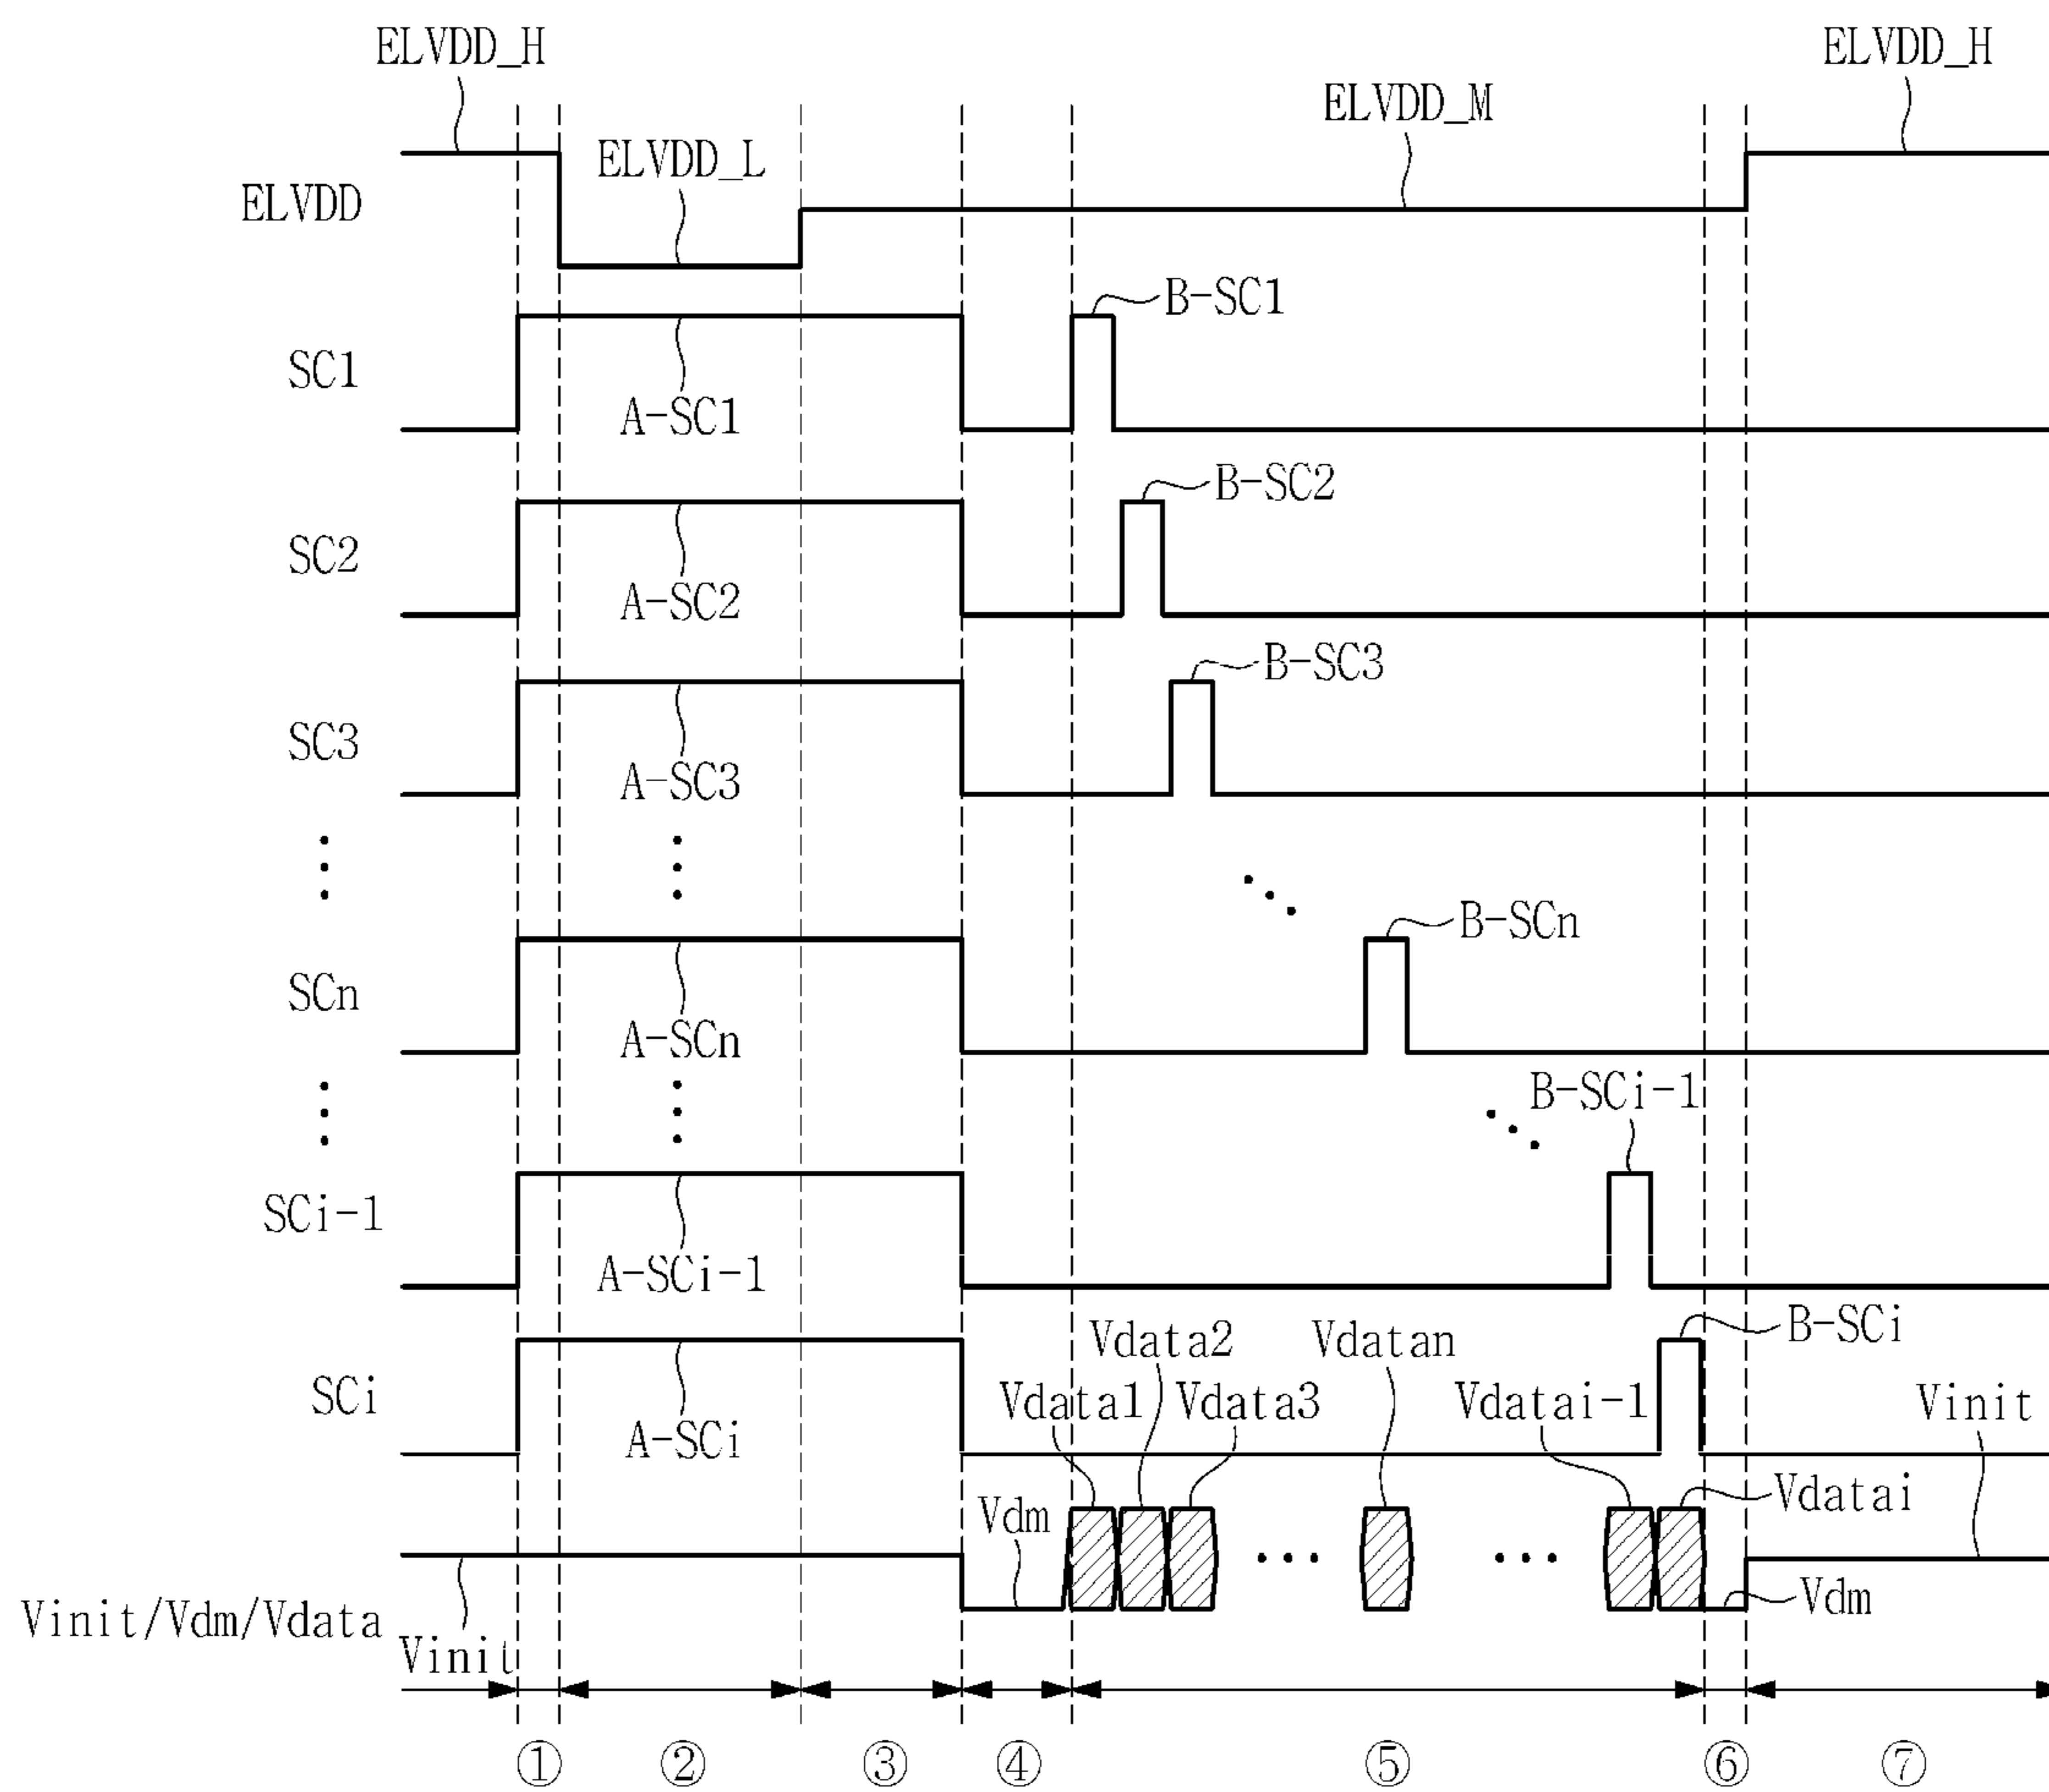 ELVDD_H
ELVDD_H
ELVDD_M
ELVDD_L
ELVDD
B-SC1
SC1
A-SC1
B-SC2
SC2
A-SC2
B-SC3
SC3
A-SC3
B-SCn
SCn
A-SCn
B-SCi-1
SCi-1
A-SCi-1
B-SCi
Vdata2
Vdatan
SCi
Vdata1
Vdata3
Vdatai-1
Vinit
A-SCi
Vdm
Vdatai
Vdm
Vinit/Vdm/Vdata
Vinit
① ② ③ ④ ⑤ ⑥ ⑦